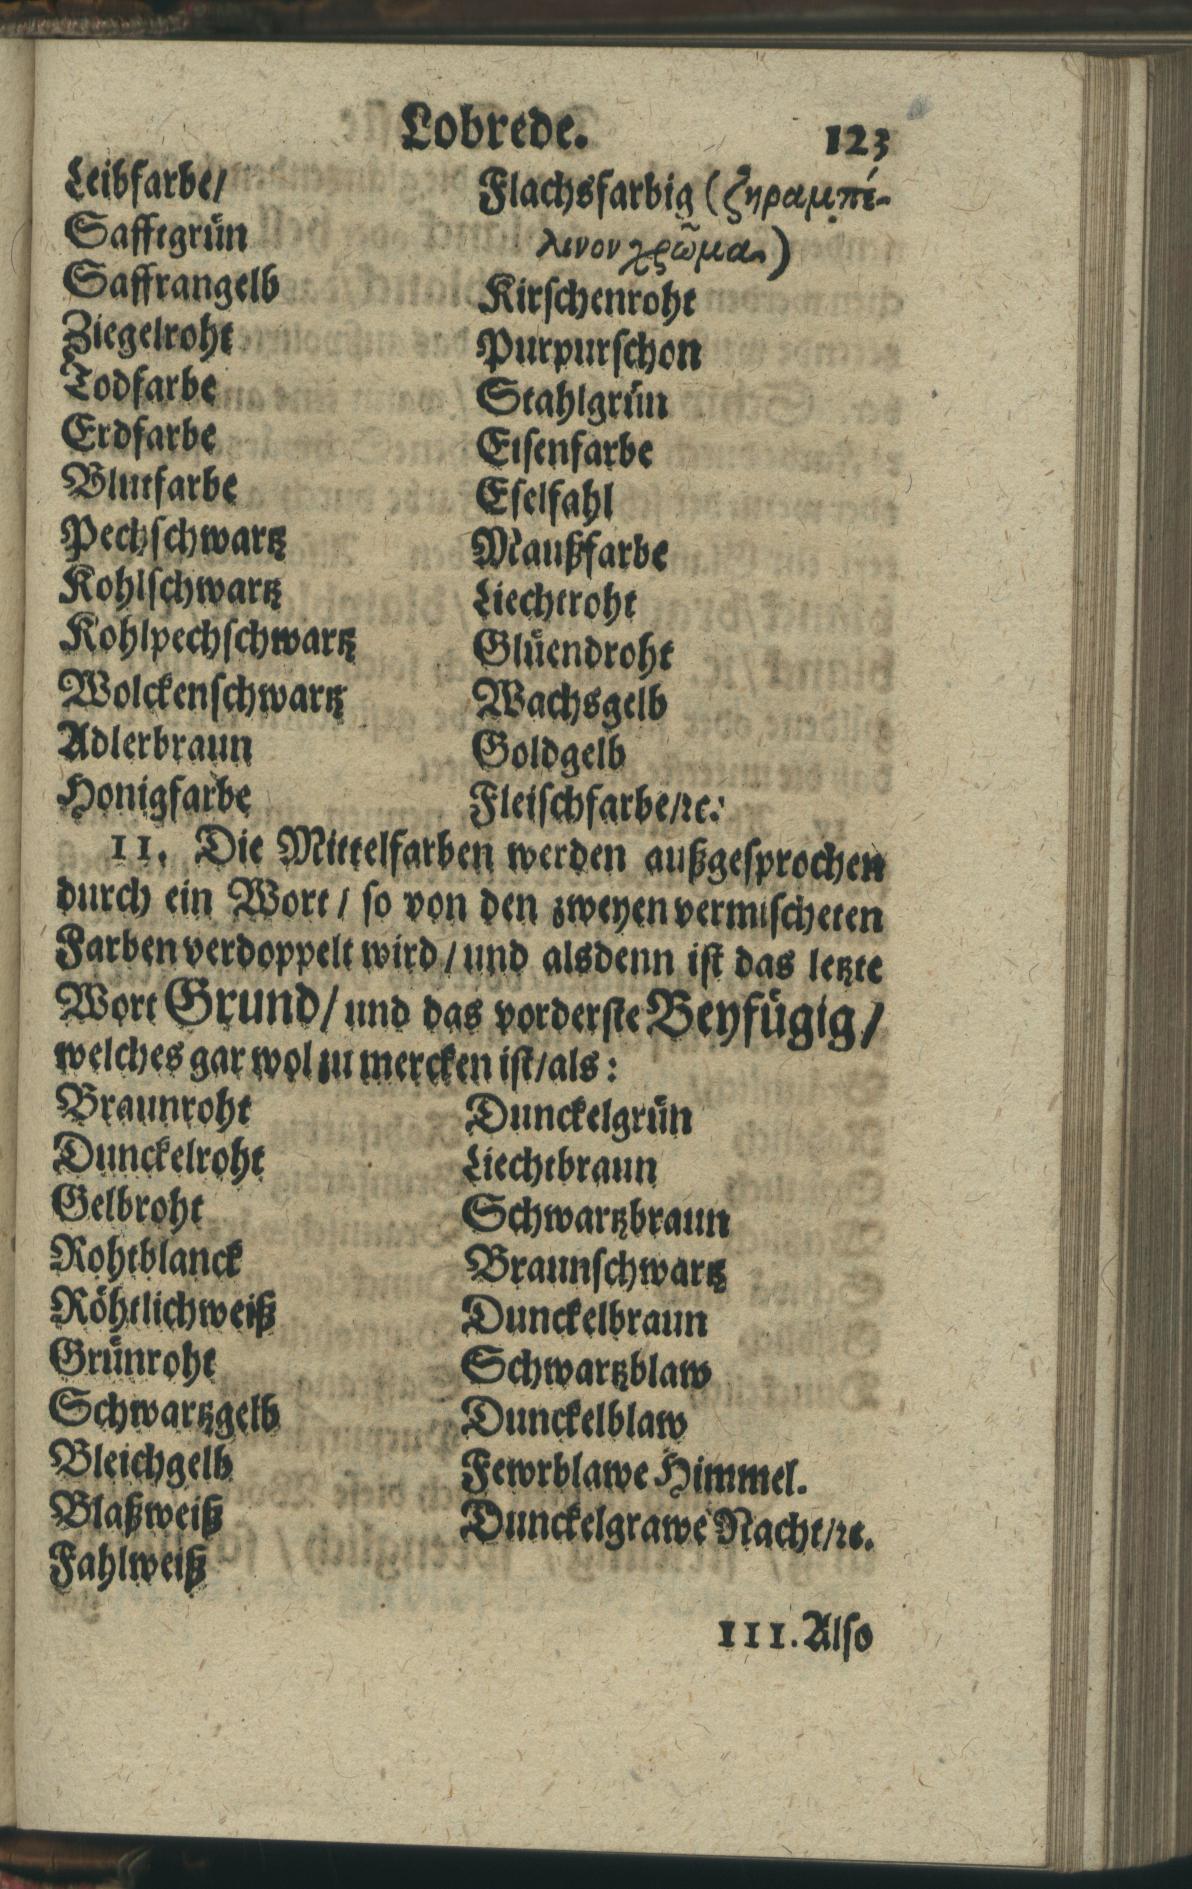 Lobrede. 123
Leibfarbe/
Safftgrün
Saffrangelb
Ziegelroht
Todfarbe
Erdfarbe
Blutfarbe
Pechschwartz
Kohlschwartz
Kohlpechschwartz
Wolckenschwartz
Adlerbraun
Honigfarbe
Flachsfarbig (ξηραμπέ-
λινον χρῶμα.)
Kirschenroht
Purpurschon
Stahlgrün
Eisenfarbe
Eselfahl
Maußfarbe
Liechtroht
Glüendroht
Wachsgelb
Goldgelb
Fleischfarbe/ꝛc.
II. Die Mittelfarben werden außgesprochen
durch ein Wort / so von den zweyen vermischeten
Farben verdoppelt wird / und alsdenn ist das letzte
Wort Grund / und das vorderste Beyfügig /
welches gar wol zu mercken ist/als:
Braunroht
Dunckelroht
Gelbroht
Rohtblanck
Röhtlichweiß
Grünroht
Schwartzgelb
Bleichgelb
Blaßweiß
Fahlweiß
Dunckelgrün
Liechtbraun
Schwartzbraun
Braunschwartz
Dunckelbraun
Schwartzblaw
Dunckelblaw
Fewrblawe Himmel.
Dunckelgrawe Nacht/ꝛc.
III. Also